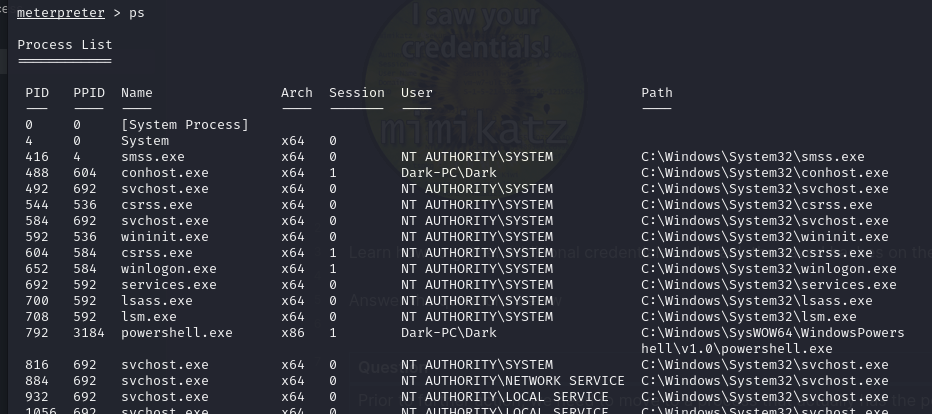 I saw your
meterpreter > ps
credentials!
Process List
============
PID PPID Name Arch Session User Path
--- ---- ---- ---- ------- ---- ----
mimikatz
0 0 [System Process]
4 0 System x64 0
416 4 smss.exe x64 0 NT AUTHORITY\SYSTEM C:\Windows\System32\smss.exe
488 604 conhost.exe x64 1 Dark-PC\Dark C:\Windows\System32\conhost.exe
492 692 svchost.exe x64 0 NT AUTHORITY\SYSTEM C:\Windows\System32\svchost.exe
544 536 csrss.exe x64 0 NT AUTHORITY\SYSTEM C:\Windows\System32\csrss.exe
584 692 svchost.exe x64 0 NT AUTHORITY\SYSTEM C:\Windows\System32\svchost.exe
592 536 wininit.exe x64 0 NT AUTHORITY\SYSTEM C:\Windows\System32\wininit.exe
604 584 csrss.exe x64 1 NT AUTHORITY\SYSTEM C:\Windows\System32\csrss.exe
652 584 winlogon.exe x64 1 NT AUTHORITY\SYSTEM C:\Windows\System32\winlogon.exe
692 592 services.exe x64 0 NT AUTHORITY\SYSTEM C:\Windows\System32\services.exe
700 592 lsass.exe x64 0 NT AUTHORITY\SYSTEM C:\Windows\System32\lsass.exe
708 592 lsm.exe x64 0 NT AUTHORITY\SYSTEM C:\Windows\System32\lsm.exe
792 3184 powershell.exe x86 1 Dark-PC\Dark C:\Windows\SysWOW64\WindowsPowers
hell\v1.0\powershell.exe
816 692 svchost.exe x64 0 NT AUTHORITY\SYSTEM C:\Windows\System32\svchost.exe
884 692 svchost.exe x64 0 NT AUTHORITY\NETWORK SERVICE C:\Windows\System32\svchost.exe
932 692 svchost.exe x64 0 NT AUTHORITY\LOCAL SERVICE C:\Windows\System32\svchost.exe
1056 692 svchost.exe x64 0 NT AUTHORITY\LOCAL SERVICE C:\Windows\System32\svchost.exe